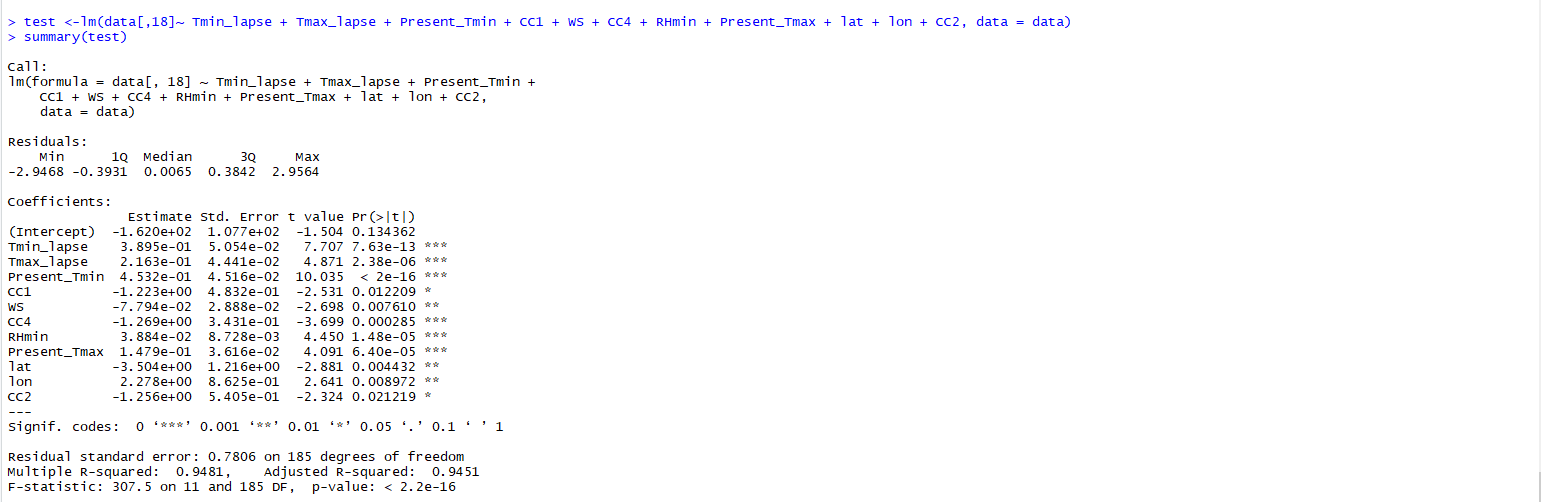 > test <-lm(data[,18]~ Tmin_lapse + Tmax_lapse + Present_Tmin + CC1 + WS + CC4 + RHmin + Present_Tmax + lat + lon + CC2, data = data)
> summary(test)
Call:
lm(formula = data[, 18] ~ Tmin_lapse + Tmax_lapse + Present_Tmin +
    CC1 + WS + CC4 + RHmin + Present_Tmax + lat + lon + CC2,
    data = data)
Residuals:
    Min      1Q  Median      3Q     Max
-2.9468 -0.3931  0.0065  0.3842  2.9564
Coefficients:
               Estimate Std. Error t value Pr(>|t|)
(Intercept)  -1.620e+02  1.077e+02  -1.504 0.134362
Tmin_lapse    3.895e-01  5.054e-02   7.707 7.63e-13 ***
Tmax_lapse    2.163e-01  4.441e-02   4.871 2.38e-06 ***
Present_Tmin  4.532e-01  4.516e-02  10.035  < 2e-16 ***
CC1          -1.223e+00  4.832e-01  -2.531 0.012209 *
WS           -7.794e-02  2.888e-02  -2.698 0.007610 **
CC4          -1.269e+00  3.431e-01  -3.699 0.000285 ***
RHmin         3.884e-02  8.728e-03   4.450 1.48e-05 ***
Present_Tmax  1.479e-01  3.616e-02   4.091 6.40e-05 ***
lat          -3.504e+00  1.216e+00  -2.881 0.004432 **
lon           2.278e+00  8.625e-01   2.641 0.008972 **
CC2          -1.256e+00  5.405e-01  -2.324 0.021219 *
---
Signif. codes:  0 ‘***’ 0.001 ‘**’ 0.01 ‘*’ 0.05 ‘.’ 0.1 ‘ ’ 1
Residual standard error: 0.7806 on 185 degrees of freedom
Multiple R-squared:  0.9481,    Adjusted R-squared:  0.9451
F-statistic: 307.5 on 11 and 185 DF,  p-value: < 2.2e-16